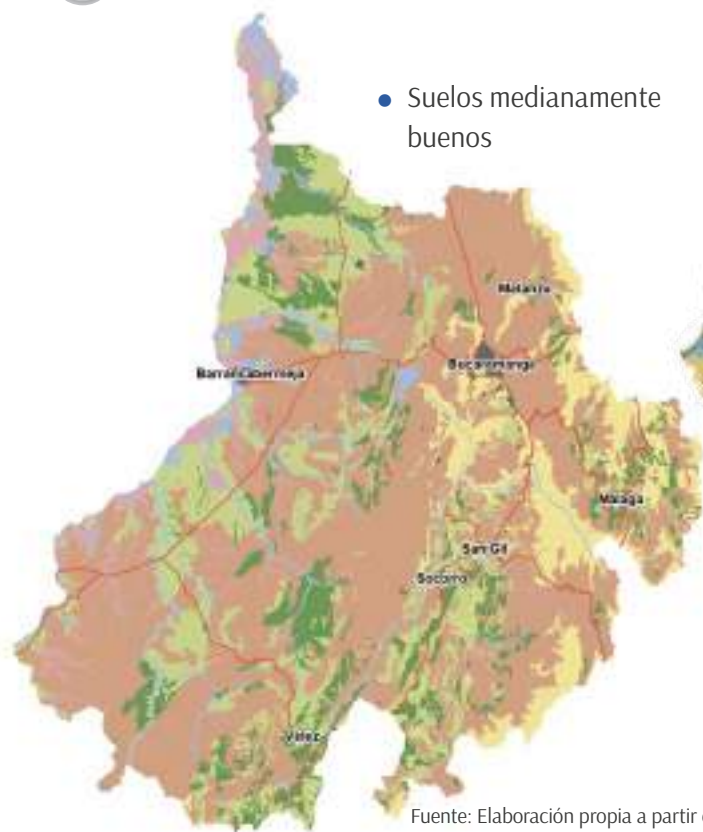 • Suelos medianamente
buenos
Matanza
Bucaramanga
Barrancabermeja
Málaga
San Gil
Socorro
Vélez
Fuente: Elaboración propia a partir